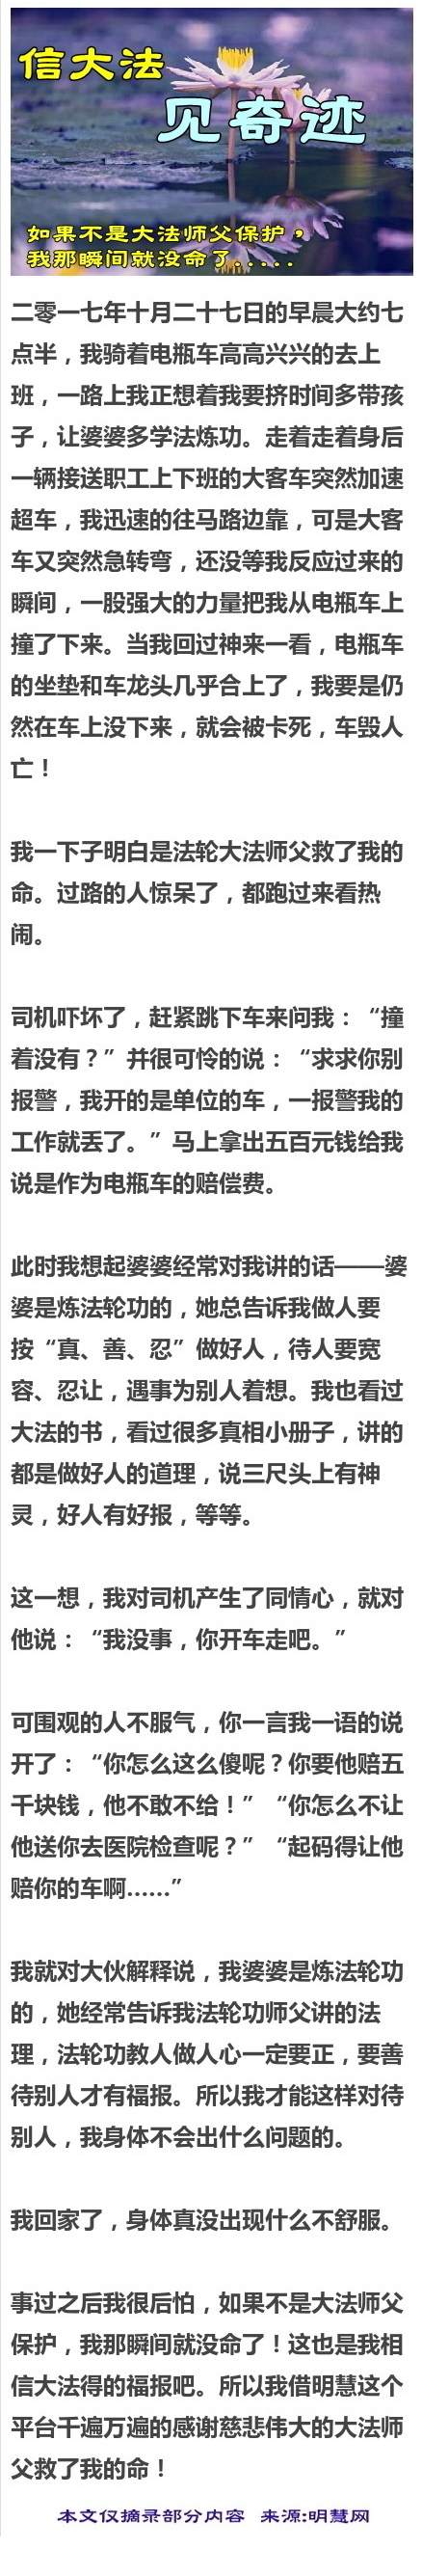 信大法
见奇迹
如果不是大法师父保护，
我那瞬间就没命了.....
二零一七年十月二十七日的早晨大约七
点半，我骑着电瓶车高高兴兴的去上
班，一路上我正想着我要挤时间多带孩
子，让婆婆多学法炼功。走着走着身后
一辆接送职工上下班的大客车突然加速
超车，我迅速的往马路边靠，可是大客
车又突然急转弯，还没等我反应过来的
瞬间，一股强大的力量把我从电瓶车上
撞了下来。当我回过神来一看，电瓶车
的坐垫和车龙头几乎合上了，我要是仍
然在车上没下来，就会被卡死，车毁人
亡！
我一下子明白是法轮大法师父救了我的
命。过路的人惊呆了，都跑过来看热
闹。
司机吓坏了，赶紧跳下车来问我：“撞
着没有？”并很可怜的说：“求求你别
报警，我开的是单位的车，一报警我的
工作就丢了。”马上拿出五百元钱给我
说是作为电瓶车的赔偿费。
此时我想起婆婆经常对我讲的话——婆
婆是炼法轮功的，她总告诉我做人要
按“真、善、忍”做好人，待人要宽
容、忍让，遇事为别人着想。我也看过
大法的书，看过很多真相小册子，讲的
都是做好人的道理，说三尺头上有神
灵，好人有好报，等等。
这一想，我对司机产生了同情心，就对
他说：“我没事，你开车走吧。”
可围观的人不服气，你一言我一语的说
开了：“你怎么这么傻呢？你要他赔五
千块钱，他不敢不给！”“你怎么不让
他送你去医院检查呢？”“起码得让他
赔你的车啊……”
我就对大伙解释说，我婆婆是炼法轮功
的，她经常告诉我法轮功师父讲的法
理，法轮功教人做人心一定要正，要善
待别人才有福报。所以我才能这样对待
别人，我身体不会出什么问题的。
我回家了，身体真没出现什么不舒服。
事过之后我很后怕，如果不是大法师父
保护，我那瞬间就没命了！这也是我相
信大法得的福报吧。所以我借明慧这个
平台千遍万遍的感谢慈悲伟大的大法师
父救了我的命！
本文仅摘录部分内容 来源:明慧网